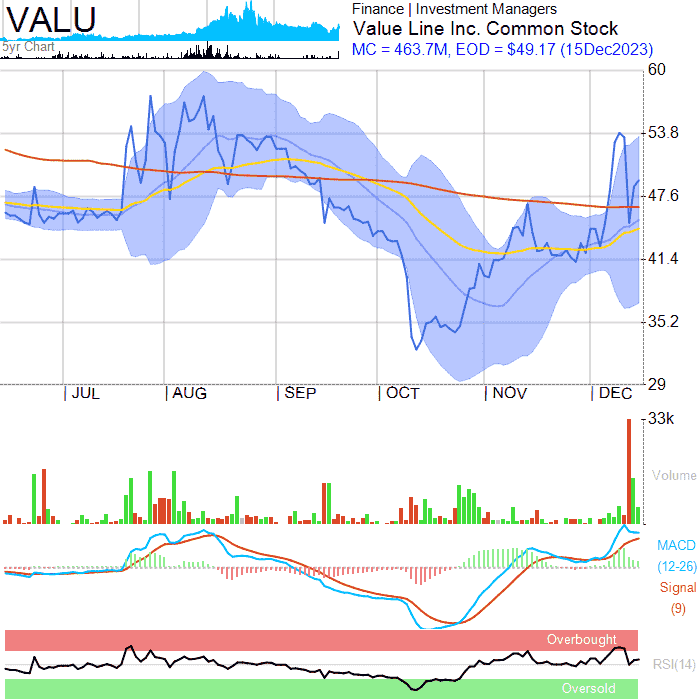 VALU
5yr Chart
Finance | Investment Managers
Value Line Inc. Common Stock
MC = 463.7M, EOD = $49.17 (15Dec2023)
60
53.8
47.6
41.4
35.2
29
JUL AUG SEP OCT NOV DEC
33k
Volume
MACD
(12-26)
Signal
(9)
Overbought
RSI(14)
Oversold